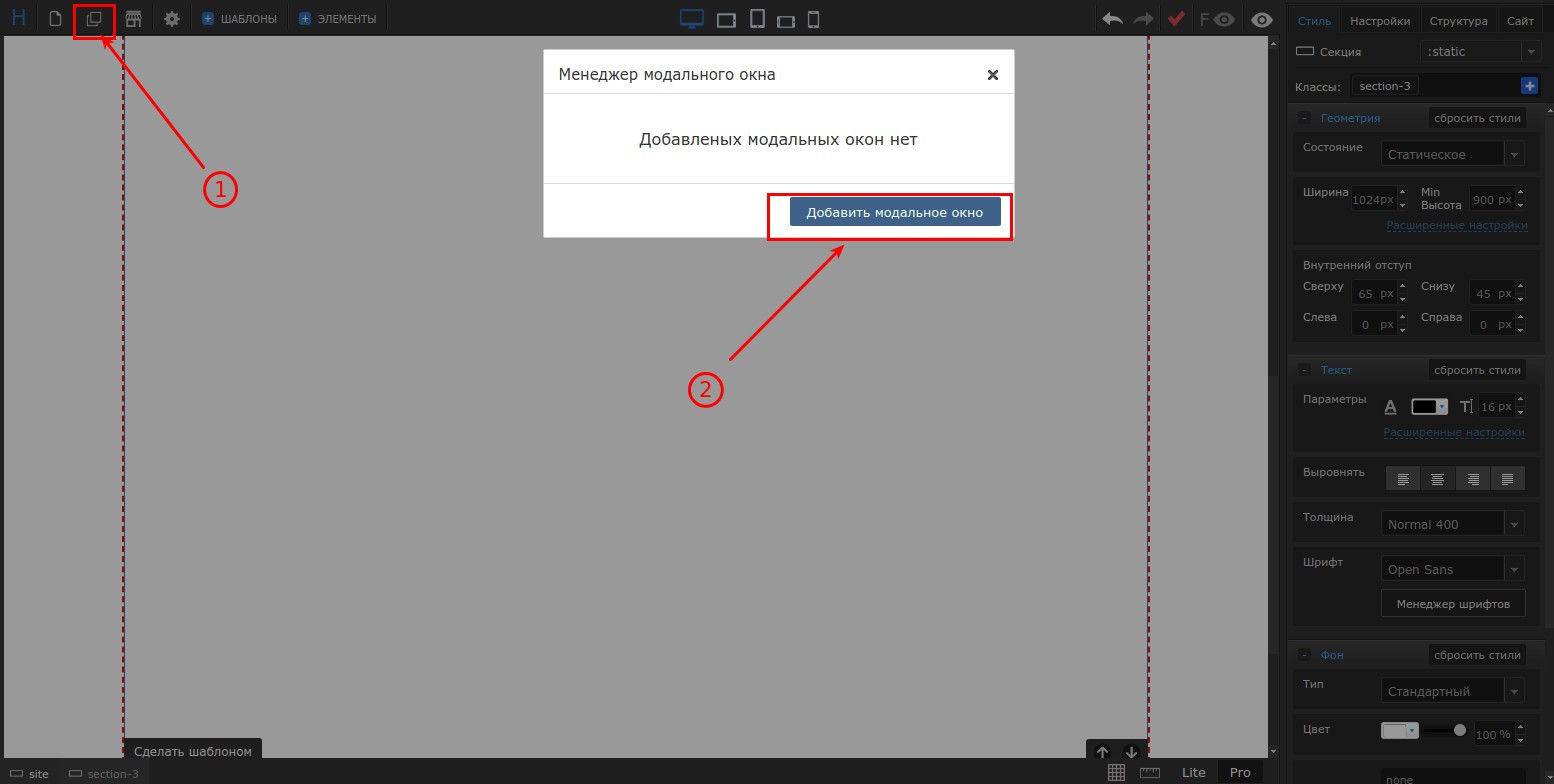 H
ШАБЛОНЫ
ЭЛЕМЕНТЫ
F
Менеджер модального окна
Добавленых модальных окон нет
Добавить модальное окно
1
2
Сделать шаблоном
site
section-3
Lite
Pro
Стиль Настройки Структура Сайт
Секция :static
Классы: section-3
- Геометрия сбросить стили
Состояние Статическое
Ширина 1024px Min Высота 900 px
Расширенные настройки
Внутренний отступ
Сверху 65 px Снизу 45 px
Слева 0 px Справа 0 px
- Текст сбросить стили
Параметры A T 16 px
Расширенные настройки
Выровнять
Толщина Normal 400
Шрифт Open Sans
Менеджер шрифтов
- Фон сбросить стили
Тип Стандартный
Цвет 100 %
none